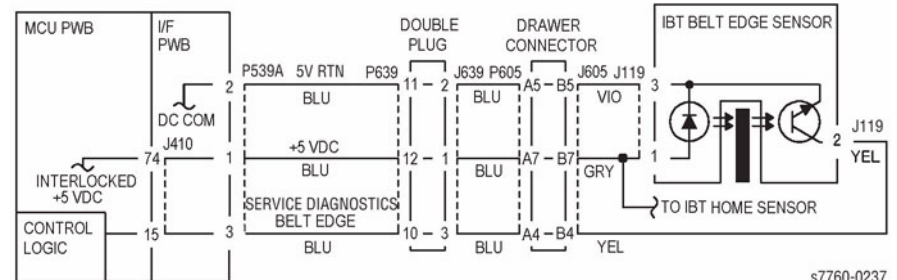 MCU PWB
I/F
PWB
DOUBLE
PLUG
DRAWER
CONNECTOR
IBT BELT EDGE SENSOR
2 P539A 5V RTN P639 11 2 J639 P605 A5 B5 J605 J119 3
BLU BLU VIO
DC COM
J410
74 1 +5 VDC 12 1 A7 B7 1
BLU BLU GRY
2 J119
YEL
INTERLOCKED
+5 VDC
TO IBT HOME SENSOR
SERVICE DIAGNOSTICS
BELT EDGE
CONTROL
LOGIC
15 3 10 3 A4 B4
BLU BLU YEL
s7760-0237